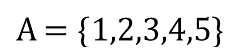 A = {1,2,3,4,5}